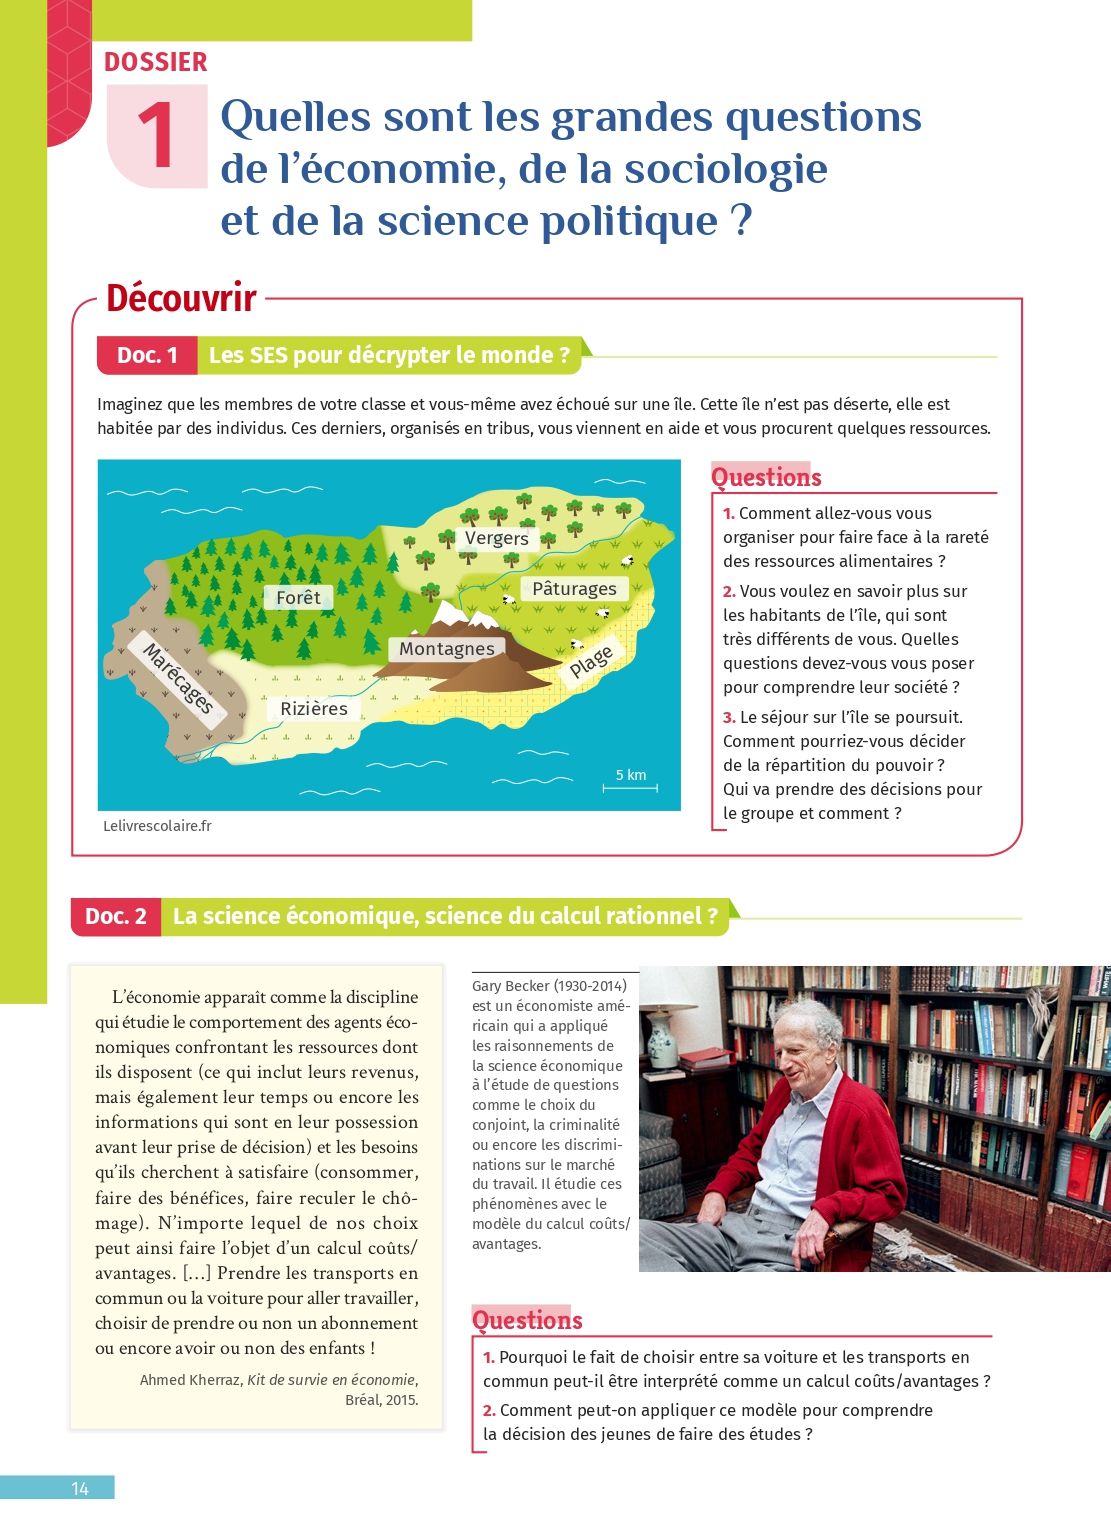 DOSSIER
1
Quelles sont les grandes questions
de l'économie, de la sociologie
et de la science politique ?
Découvrir
Doc. 1 Les SES pour décrypter le monde ?
Imaginez que les membres de votre classe et vous-même avez échoué sur une île. Cette île n'est pas déserte, elle est
habitée par des individus. Ces derniers, organisés en tribus, vous viennent en aide et vous procurent quelques ressources.
Vergers
Pâturages
Forêt
Montagnes
Plage
Marécages
Rizières
5 km
Lelivrescolaire.fr
Questions
1. Comment allez-vous vous
organiser pour faire face à la rareté
des ressources alimentaires ?
2. Vous voulez en savoir plus sur
les habitants de l'île, qui sont
très différents de vous. Quelles
questions devez-vous vous poser
pour comprendre leur société ?
3. Le séjour sur l'île se poursuit.
Comment pourriez-vous décider
de la répartition du pouvoir ?
Qui va prendre des décisions pour
le groupe et comment ?
Doc. 2 La science économique, science du calcul rationnel ?
L'économie apparaît comme la discipline
qui étudie le comportement des agents éco-
nomiques confrontant les ressources dont
ils disposent (ce qui inclut leurs revenus,
mais également leur temps ou encore les
informations qui sont en leur possession
avant leur prise de décision) et les besoins
qu'ils cherchent à satisfaire (consommer,
faire des bénéfices, faire reculer le chô-
mage). N'importe lequel de nos choix
peut ainsi faire l'objet d'un calcul coûts/
avantages. […] Prendre les transports en
commun ou la voiture pour aller travailler,
choisir de prendre ou non un abonnement
ou encore avoir ou non des enfants !
Ahmed Kherraz, Kit de survie en économie,
Bréal, 2015.
Gary Becker (1930-2014)
est un économiste amé-
ricain qui a appliqué
les raisonnements de
la science économique
à l'étude de questions
comme le choix du
conjoint, la criminalité
ou encore les discrimi-
nations sur le marché
du travail. Il étudie ces
phénomènes avec le
modèle du calcul coûts/
avantages.
Questions
1. Pourquoi le fait de choisir entre sa voiture et les transports en
commun peut-il être interprété comme un calcul coûts/avantages ?
2. Comment peut-on appliquer ce modèle pour comprendre
la décision des jeunes de faire des études ?
14